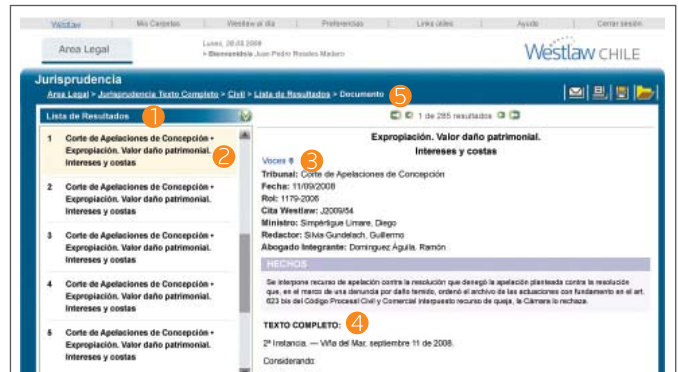 Westlaw | Mis Carpetas | Westlaw al día | Preferencias | Links útiles | Ayuda | Cerrar sesión
Area Legal
Lunes, 28.03.2009
> Bienvenido/a Juan Pedro Rosales Madero
Westlaw CHILE
Jurisprudencia
Area Legal > Jurisprudencia Texto Completo > Civil > Lista de Resultados > Documento
5
Lista de Resultados
1
1 de 285 resultados
1 Corte de Apelaciones de Concepción •
Expropiación. Valor daño patrimonial.
Intereses y costas
2
2 Corte de Apelaciones de Concepción •
Expropiación. Valor daño patrimonial.
Intereses y costas
3 Corte de Apelaciones de Concepción •
Expropiación. Valor daño patrimonial.
Intereses y costas
4 Corte de Apelaciones de Concepción •
Expropiación. Valor daño patrimonial.
Intereses y costas
5 Corte de Apelaciones de Concepción •
Expropiación. Valor daño patrimonial.
Intereses y costas
Expropiación. Valor daño patrimonial.
Intereses y costas
Voces
3
Tribunal: Corte de Apelaciones de Concepción
Fecha: 11/09/2008
Rol: 1179-2006
Cita Westlaw: J2009/54
Ministro: Simpértigue Limare, Diego
Redactor: Silvia Gundelach, Guillermo
Abogado Integrante: Domínguez Águila, Ramón
HECHOS
Se interpone recurso de apelación contra la resolución que denegó la apelación planteada contra la resolución
que, en el marco de una denuncia por daño temido, ordenó el archivo de las actuaciones con fundamento en el art.
623 bis del Código Procesal Civil y Comercial interpuesto recurso de queja, la Cámara lo rechaza.
TEXTO COMPLETO:
4
2ª Instancia. — Viña del Mar, septiembre 11 de 2008.
Considerando: